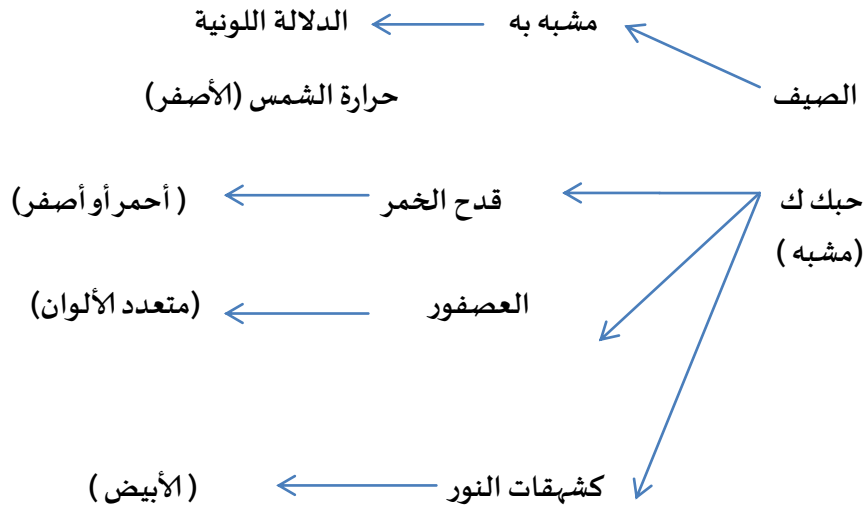 مشبه به الدلالة اللونية
الصيف حرارة الشمس (الأصفر)
حبك ك قدح الخمر ( أحمر أو أصفر)
(مشبه )
العصفور (متعدد الألوان)
كشهقات النور ( الأبيض )